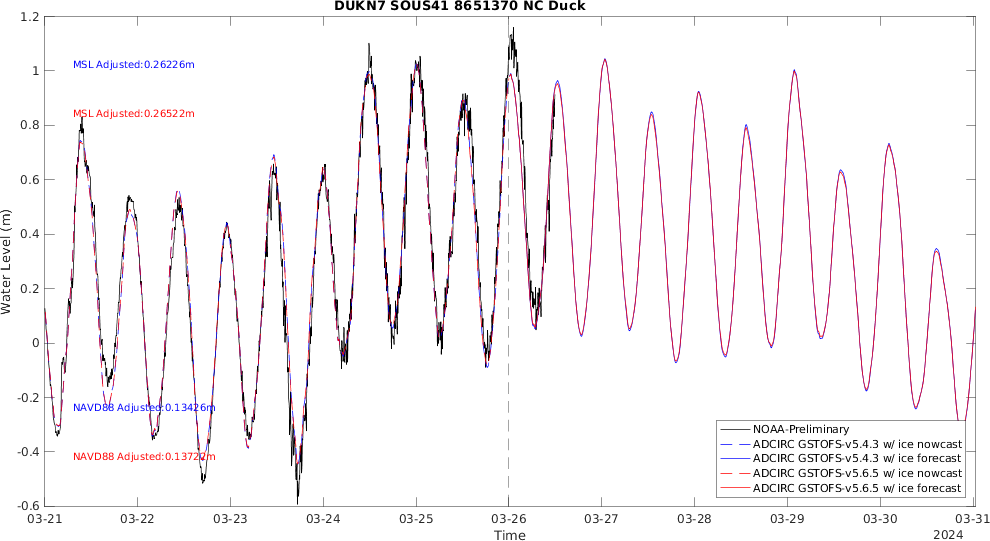 DUKN7 SOUS41 8651370 NC Duck
1.2
1
0.8
0.6
0.4
0.2
0
-0.2
-0.4
-0.6
Water Level (m)
MSL Adjusted:0.26226m
MSL Adjusted:0.26522m
NAVD88 Adjusted:0.13426m
NAVD88 Adjusted:0.13722m
NOAA-Preliminary
ADCIRC GSTOFS-v5.4.3 w/ ice nowcast
ADCIRC GSTOFS-v5.4.3 w/ ice forecast
ADCIRC GSTOFS-v5.6.5 w/ ice nowcast
ADCIRC GSTOFS-v5.6.5 w/ ice forecast
03-21 03-22 03-23 03-24 03-25 03-26 03-27 03-28 03-29 03-30 03-31
Time
2024